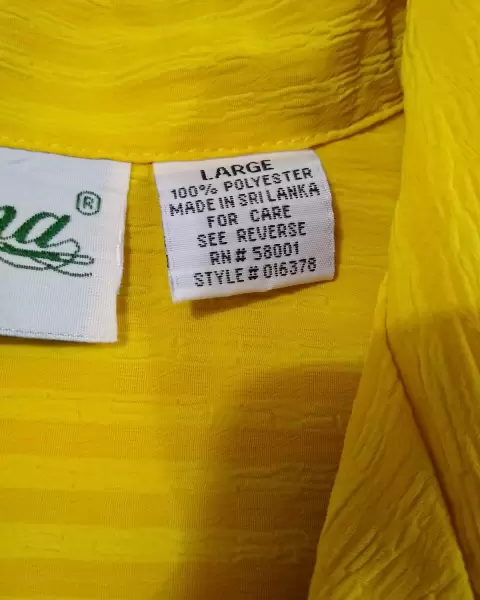 ®
LARGE
100% POLYESTER
MADE IN SRI LANKA
FOR CARE
SEE REVERSE
RN# 58001
STYLE# 016378